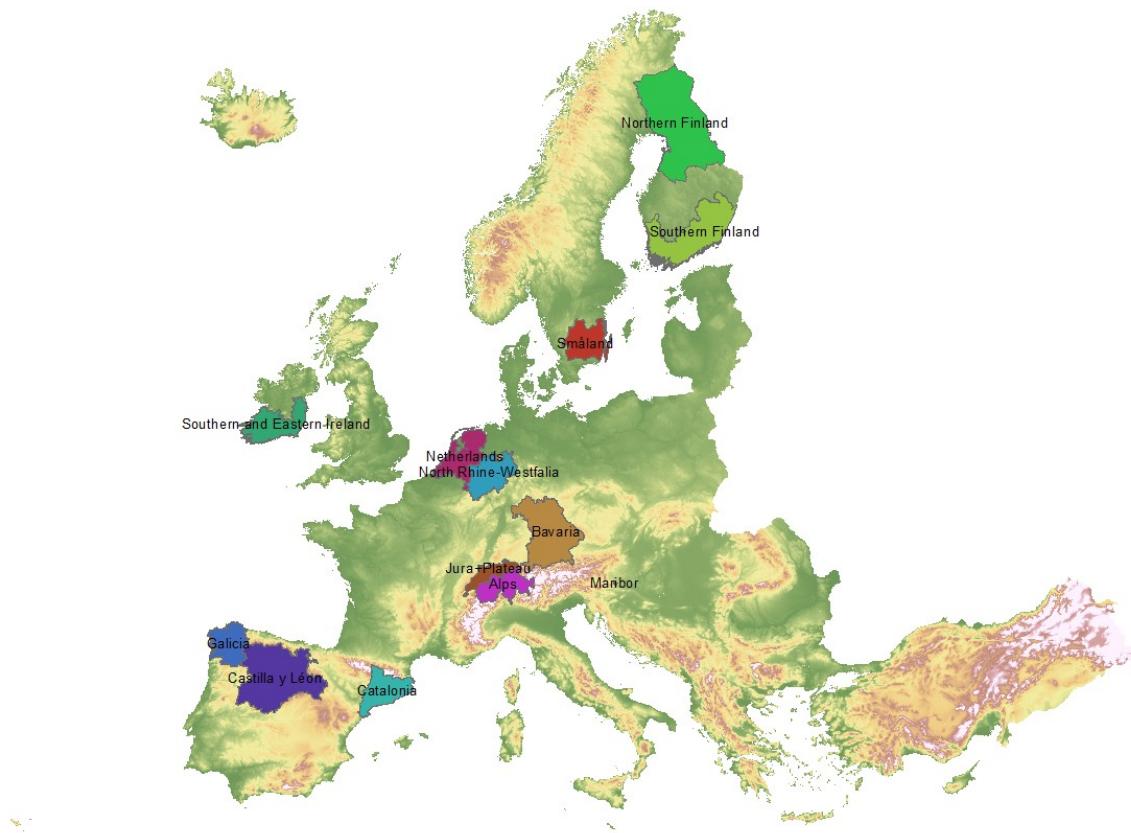 Northern Finland
Southern Finland
Småland
Southern and Eastern Ireland
Netherlands
North Rhine-Westfalia
Bavaria
Jura+Plateau
Alps
Maribor
Galicia
Castilla y Léon
Catalonia